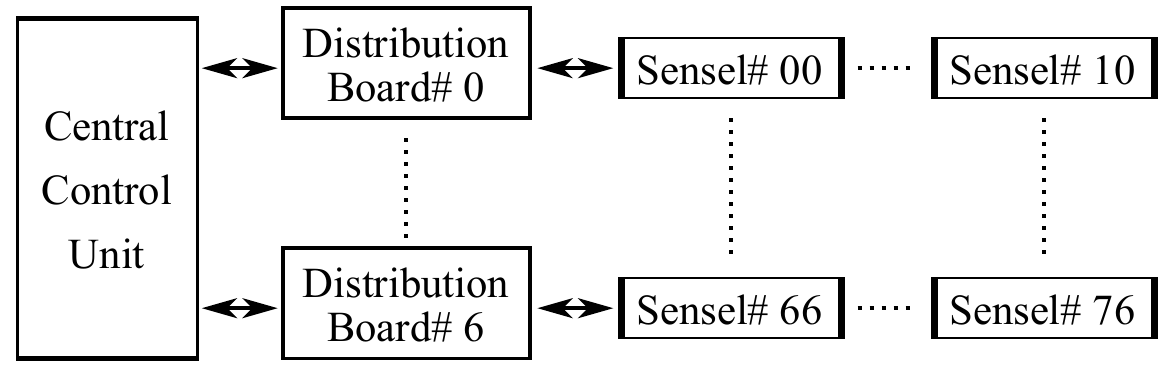 Central
Control
Unit
Distribution
Board# 0
Sensel# 00
Sensel# 10
Distribution
Board# 6
Sensel# 66
Sensel# 76